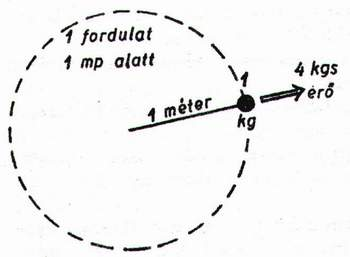 1 fordulat
1 mp alatt
1 méter
1
kg
4 kgs
erő